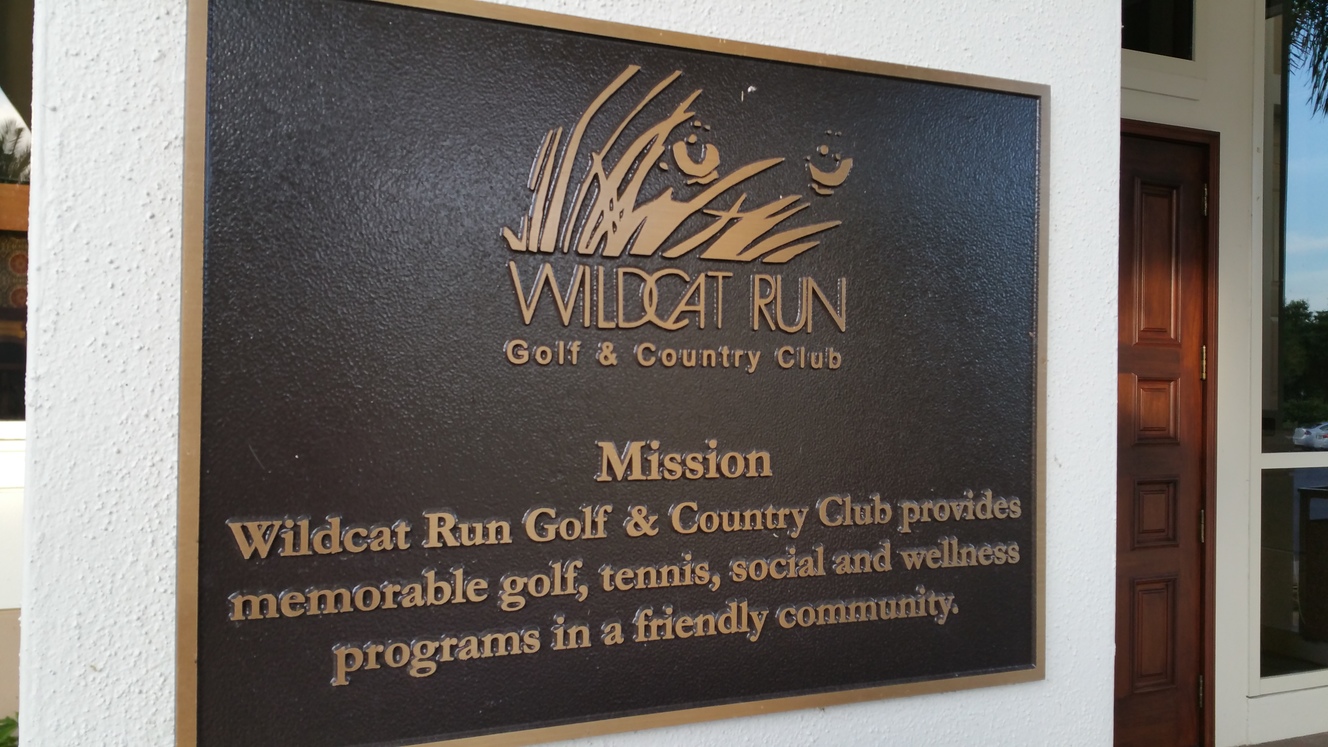 WILDCAT RUN
Golf & Country Club
Mission
Wildcat Run Golf & Country Club provides
memorable golf, tennis, social and wellness
programs in a friendly community.